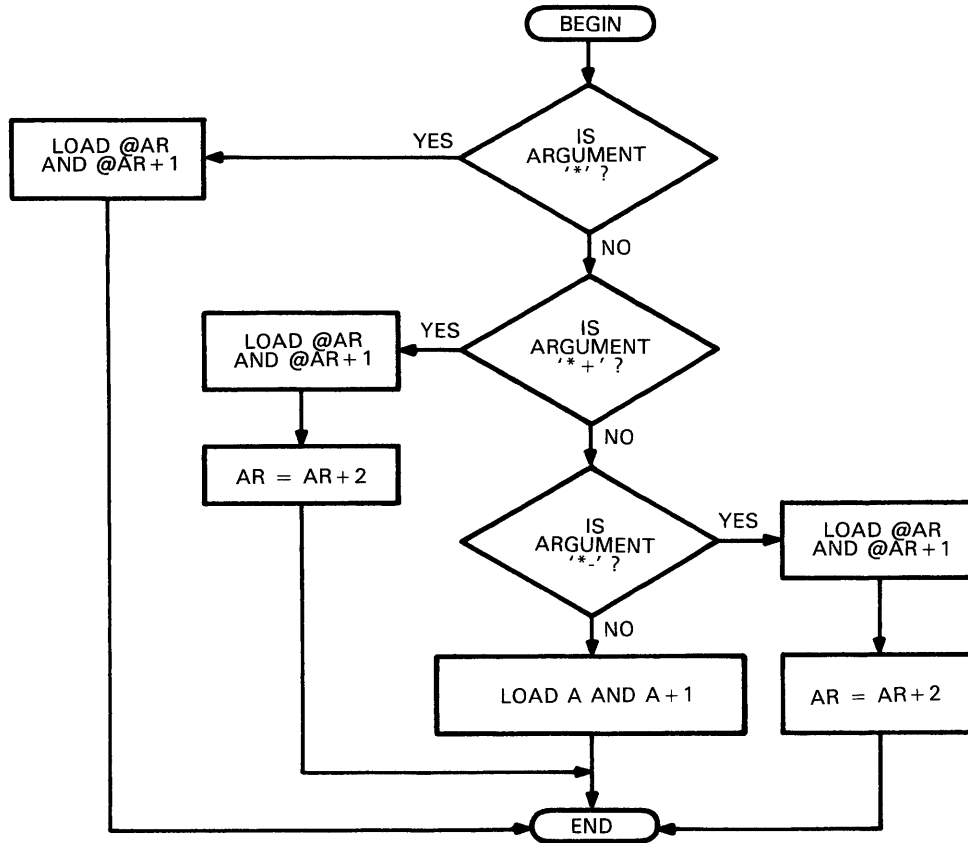 BEGIN
IS
ARGUMENT
'*' ?
YES
LOAD @AR
AND @AR+1
NO
IS
ARGUMENT
'*+' ?
YES
LOAD @AR
AND @AR+1
AR = AR+2
NO
IS
ARGUMENT
'*-' ?
YES
LOAD @AR
AND @AR+1
AR = AR+2
NO
LOAD A AND A+1
END